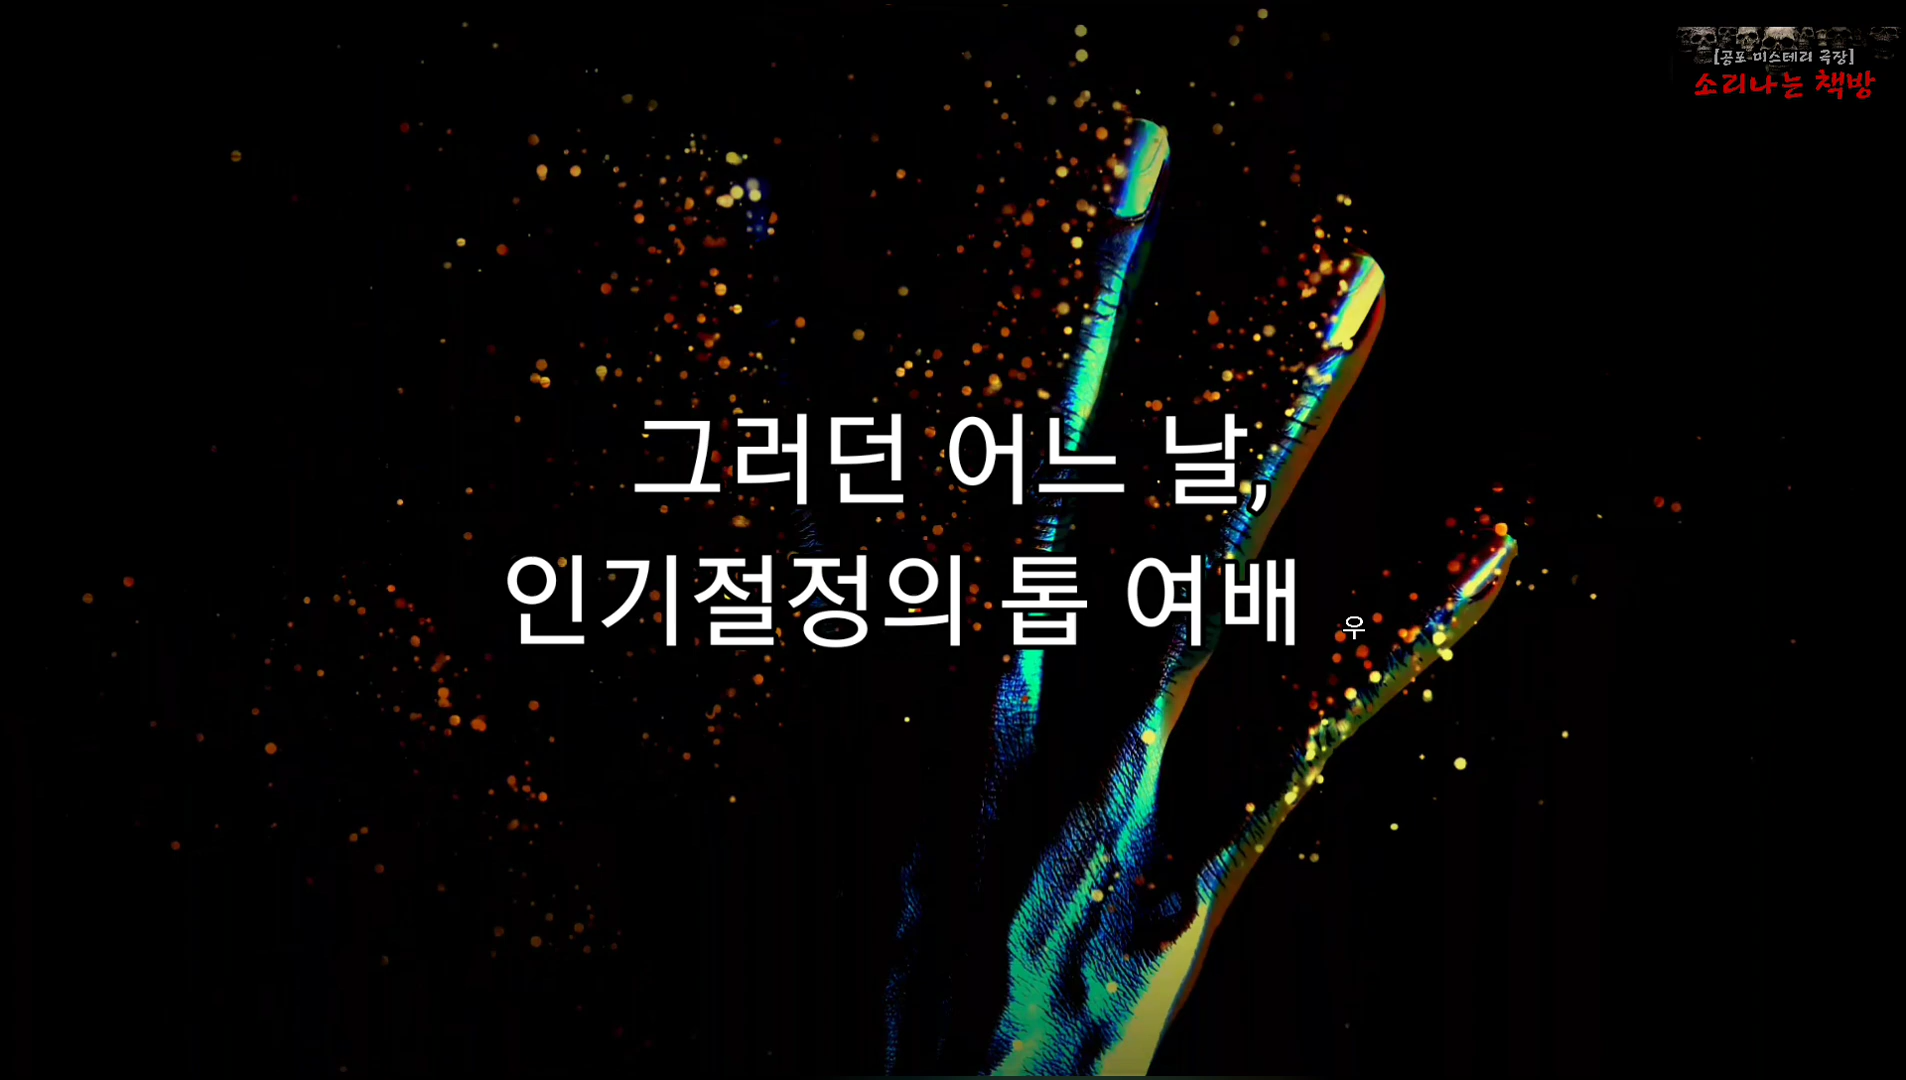 [공포 미스테리 극장]
소리나는 책방
그러던 어느 날,
인기절정의 톱 여배 우